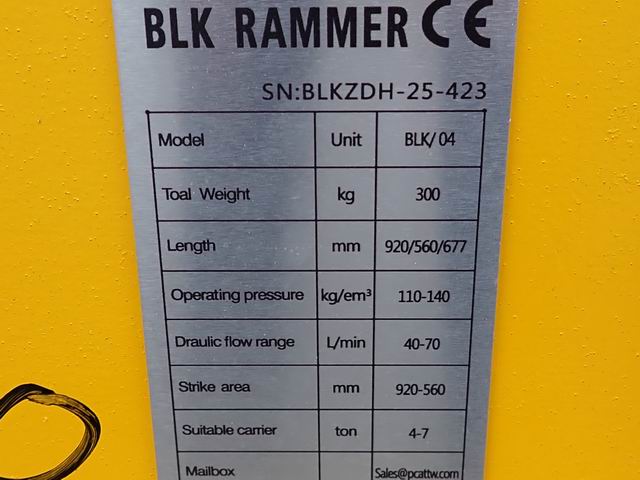 BLK RAMMER CE
SN:BLKZDH-25-423
Model Unit BLK/ 04
Toal Weight kg 300
Length mm 920/560/677
Operating pressure kg/em³ 110-140
Draulic flow range L/min 40-70
Strike area mm 920-560
Suitable carrier ton 4-7
Mailbox Sales@pcattw.com